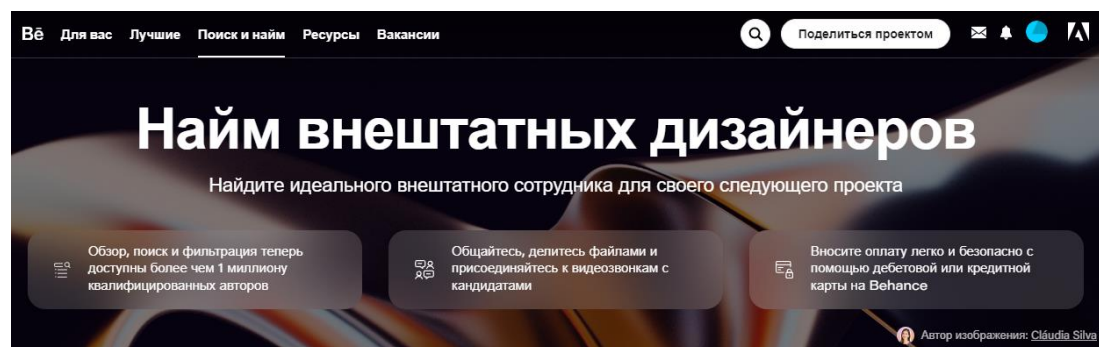 Bē Для вас Лучшие Поиск и найм Ресурсы Вакансии Поделиться проектом
Найм внештатных дизайнеров
Найдите идеального внештатного сотрудника для своего следующего проекта
Обзор, поиск и фильтрация теперь
доступны более чем 1 миллиону
квалифицированных авторов
Общайтесь, делитесь файлами и
присоединяйтесь к видеозвонкам с
кандидатами
Вносите оплату легко и безопасно с
помощью дебетовой или кредитной
карты на Behance
Автор изображения: Cláudia Silva